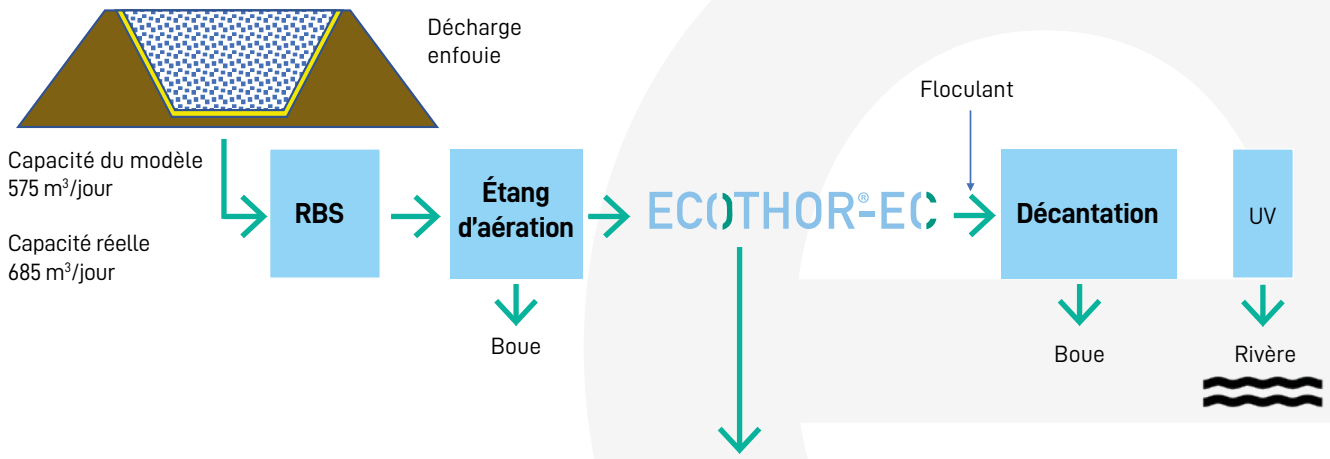 Décharge
enfouie
Capacité du modèle
575 m³/jour
Capacité réelle
685 m³/jour
RBS
Étang
d'aération
Boue
ECOTHOR®-EC
Floculant
Décantation
Boue
UV
Rivère